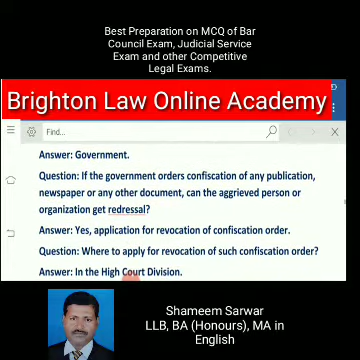 Best Preparation on MCQ of Bar
Council Exam, Judicial Service
Exam and other Competitive
Legal Exams.
Brighton Law Online Academy
Find...
Answer: Government.
Question: If the government orders confiscation of any publication,
newspaper or any other document, can the aggrieved person or
organization get redressal?
Answer: Yes, application for revocation of confiscation order.
Question: Where to apply for revocation of such confiscation order?
Answer: In the High Court Division.
Shameem Sarwar
LLB, BA (Honours), MA in
English